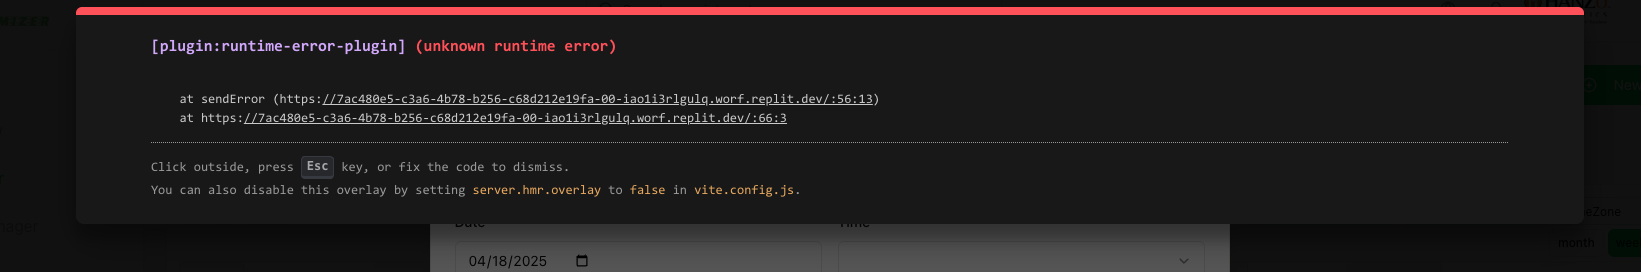 [plugin:runtime-error-plugin] (unknown runtime error)
at sendError (https://7ac480e5-c3a6-4b78-b256-c68d212e19fa-00-iao1i3rlgulq.worf.replit.dev/:56:13)
at https://7ac480e5-c3a6-4b78-b256-c68d212e19fa-00-iao1i3rlgulq.worf.replit.dev/:66:3
Click outside, press Esc key, or fix the code to dismiss.
You can also disable this overlay by setting server.hmr.overlay to false in vite.config.js.
New
Date
Time
04/18/2025
month